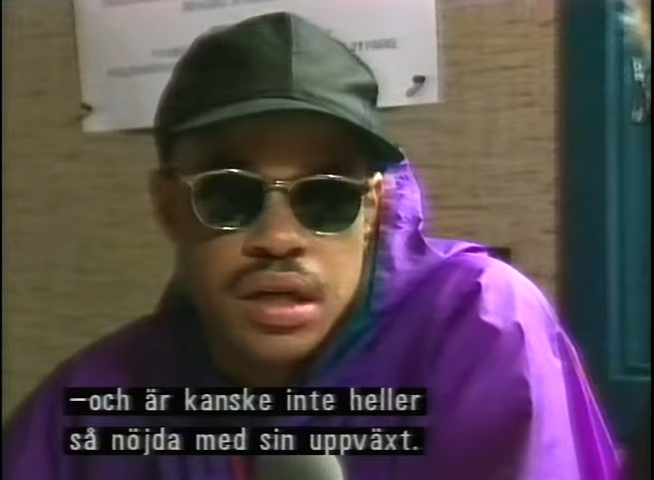 –och är kanske inte heller
så nöjda med sin uppväxt.